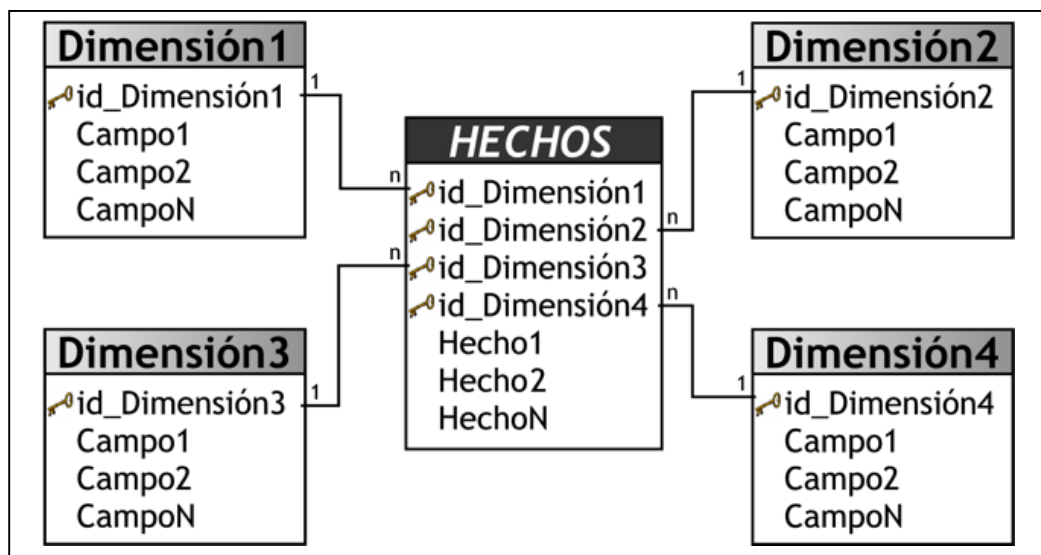 Dimensión1
id_Dimensión1
Campo1
Campo2
CampoN
1
n
HECHOS
id_Dimensión1
id_Dimensión2
id_Dimensión3
id_Dimensión4
Hecho1
Hecho2
HechoN
Dimensión2
1
id_Dimensión2
Campo1
Campo2
CampoN
n
Dimensión3
id_Dimensión3
Campo1
Campo2
CampoN
1
n
Dimensión4
1
id_Dimensión4
Campo1
Campo2
CampoN
n